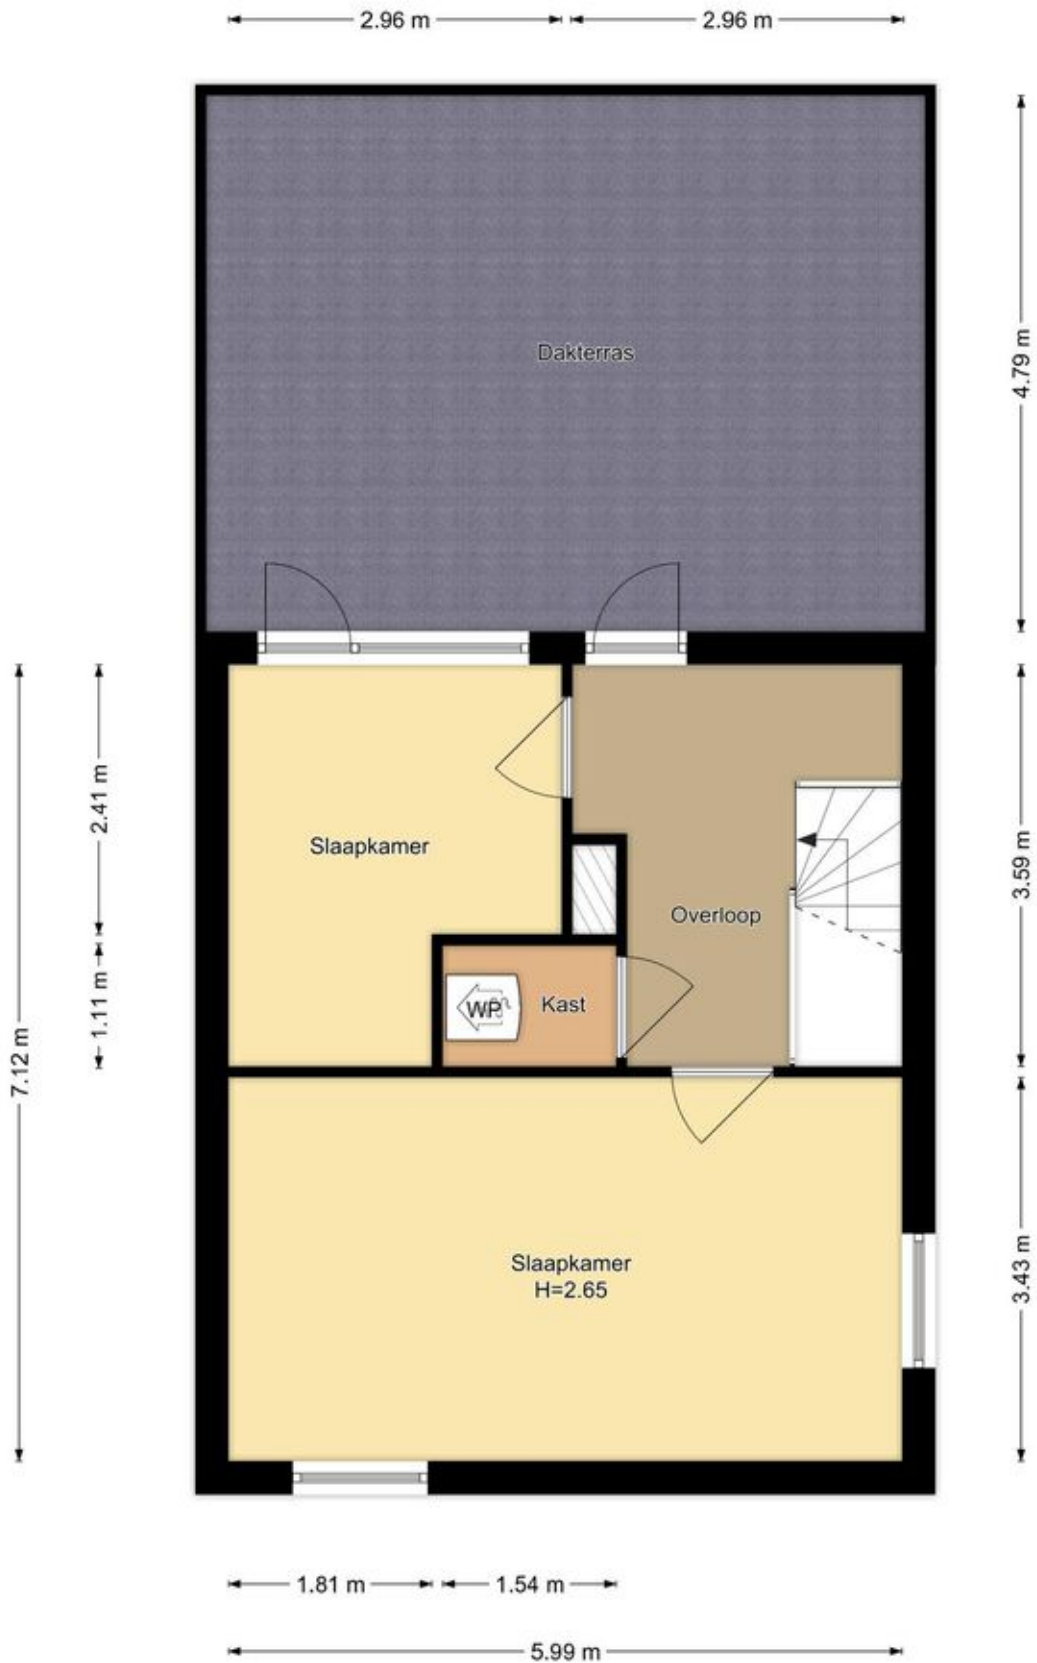 2.96 m
2.96 m
Dakterras
4.79 m
2.41 m
Slaapkamer
3.59 m
Overloop
WP
Kast
1.11 m
7.12 m
Slaapkamer
H=2.65
3.43 m
1.81 m
1.54 m
5.99 m